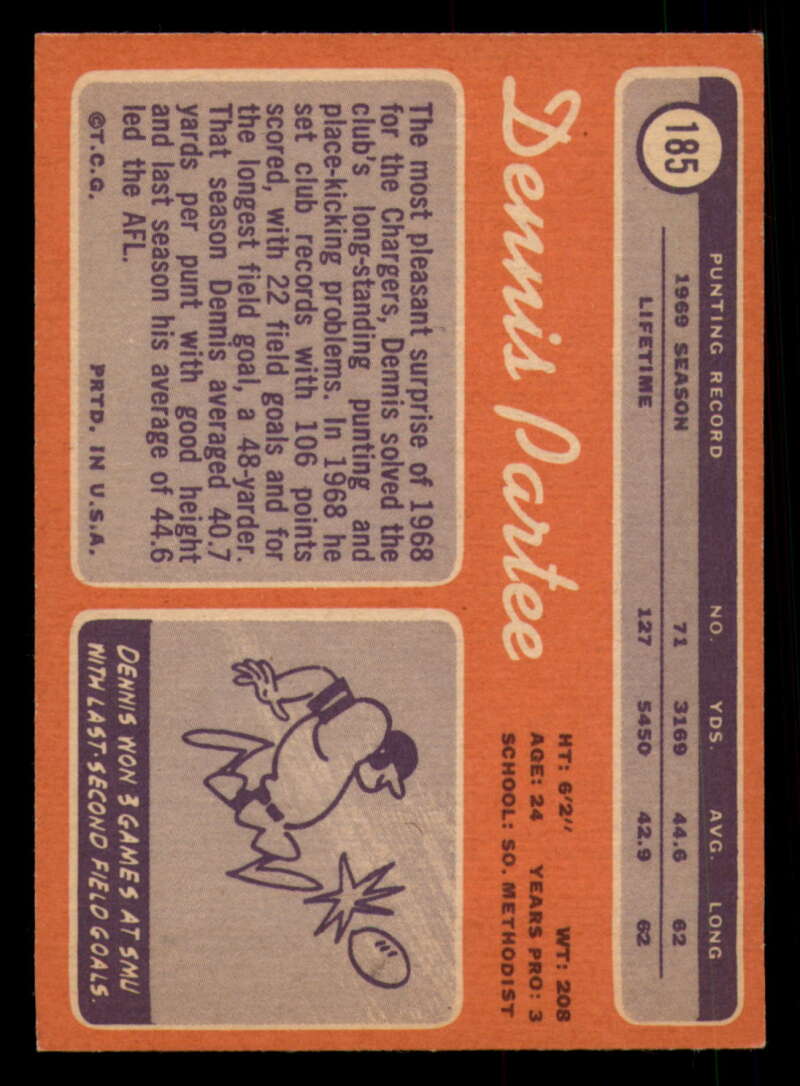 185
PUNTING RECORD NO. YDS. AVG. LONG
1969 SEASON 71 3169 44.6 62
LIFETIME 127 5450 42.9 62
Dennis Partee
HT: 6'2" WT: 208
AGE: 24 YEARS PRO: 3
SCHOOL: SO. METHODIST
The most pleasant surprise of 1968
for the Chargers, Dennis solved the
club's long-standing punting and
place-kicking problems. In 1968 he
set club records with 106 points
scored, with 22 field goals and for
the longest field goal, a 48-yarder.
That season Dennis averaged 40.7
yards per punt with good height
and last season his average of 44.6
led the AFL.
©T.C.G. PRTD. IN U.S.A.
DENNIS WON 3 GAMES AT SMU
WITH LAST-SECOND FIELD GOALS.